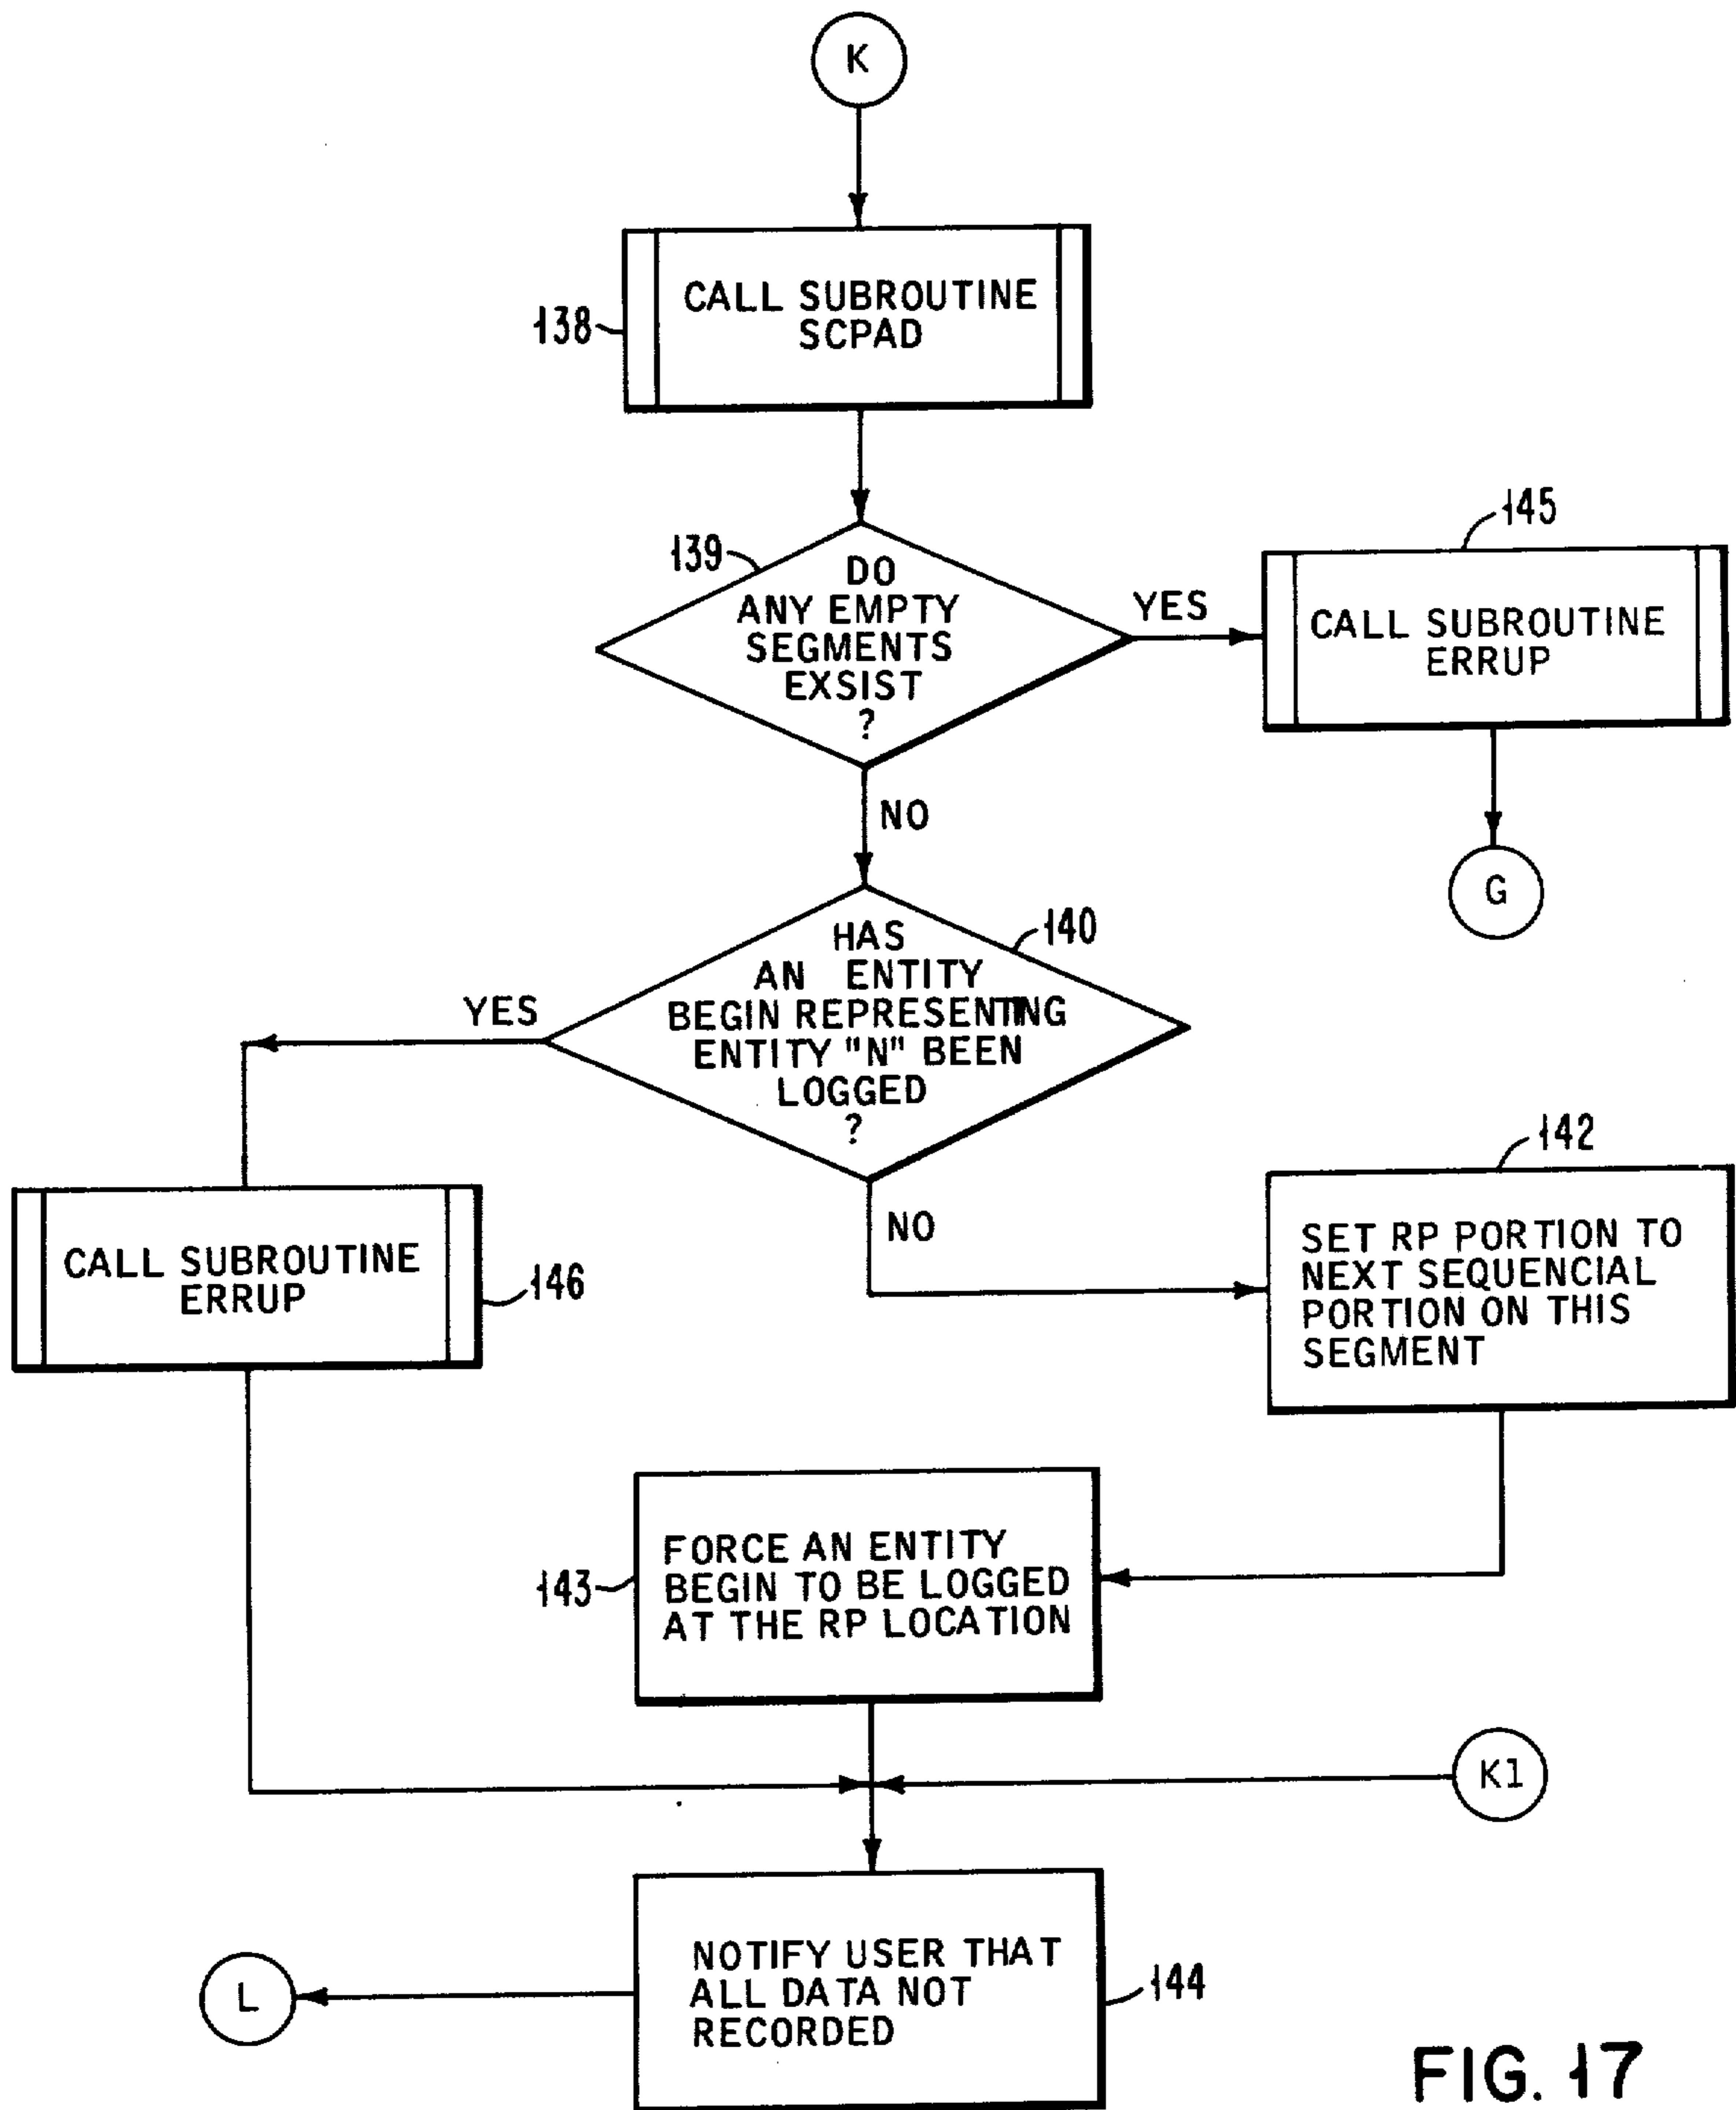 K
CALL SUBROUTINE
SCPAD
138
139
DO
ANY EMPTY
SEGMENTS
EXSIST
?
YES
145
CALL SUBROUTINE
ERRUP
NO
G
140
HAS
AN ENTITY
BEGIN REPRESENTING
ENTITY "N" BEEN
LOGGED
?
YES
NO
142
CALL SUBROUTINE
ERRUP
146
SET RP PORTION TO
NEXT SEQUENCIAL
PORTION ON THIS
SEGMENT
143
FORCE AN ENTITY
BEGIN TO BE LOGGED
AT THE RP LOCATION
K1
L
NOTIFY USER THAT
ALL DATA NOT
RECORDED
144
FIG. 17